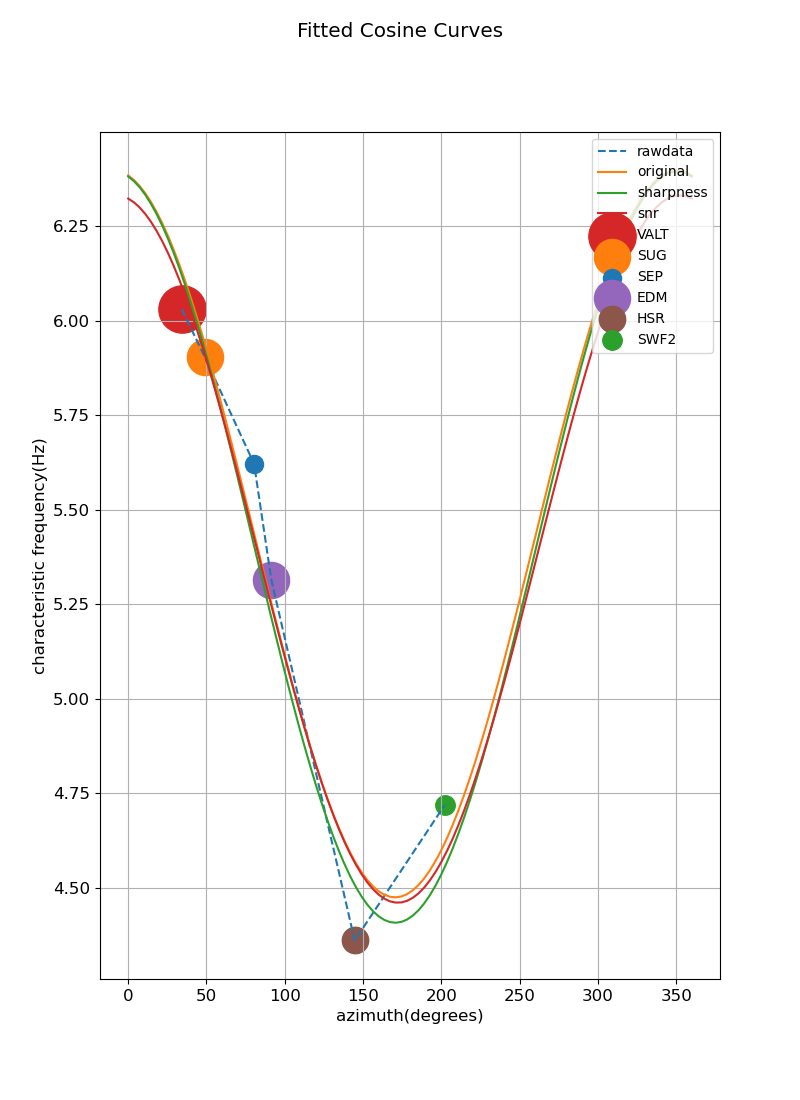 Fitted Cosine Curves
rawdata
original
sharpness
snr
VALT
SUG
SEP
EDM
HSR
SWF2
characteristic frequency(Hz)
6.25
6.00
5.75
5.50
5.25
5.00
4.75
4.50
0 50 100 150 200 250 300 350
azimuth(degrees)